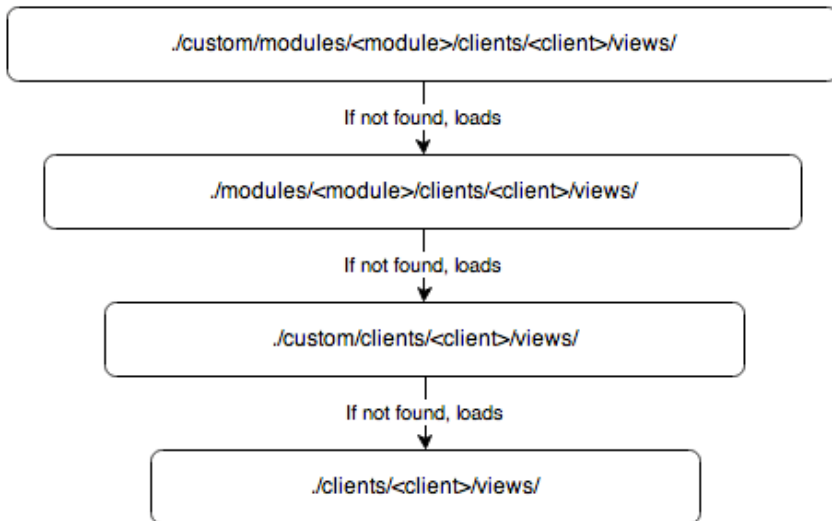 ./custom/modules/<module>/clients/<client>/views/
If not found, loads
./modules/<module>/clients/<client>/views/
If not found, loads
./custom/clients/<client>/views/
If not found, loads
./clients/<client>/views/